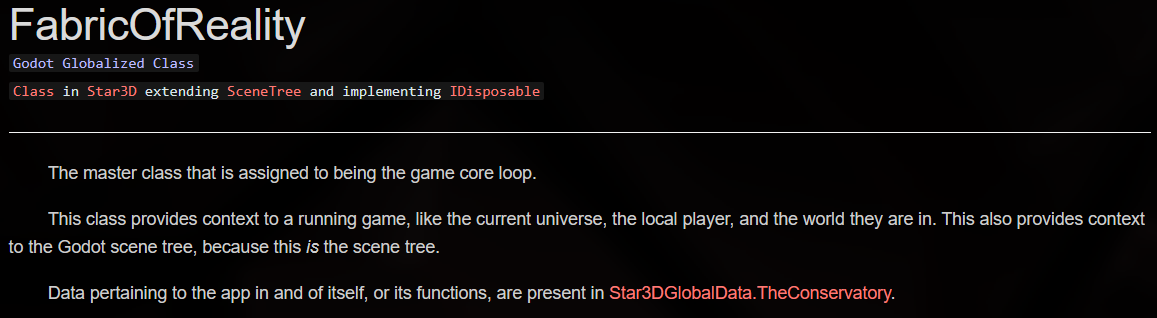 FabricOfReality
Godot Globalized Class
Class in Star3D extending SceneTree and implementing IDisposable
The master class that is assigned to being the game core loop.
This class provides context to a running game, like the current universe, the local player, and the world they are in. This also provides context
to the Godot scene tree, because this is the scene tree.
Data pertaining to the app in and of itself, or its functions, are present in Star3DGlobalData.TheConservatory.